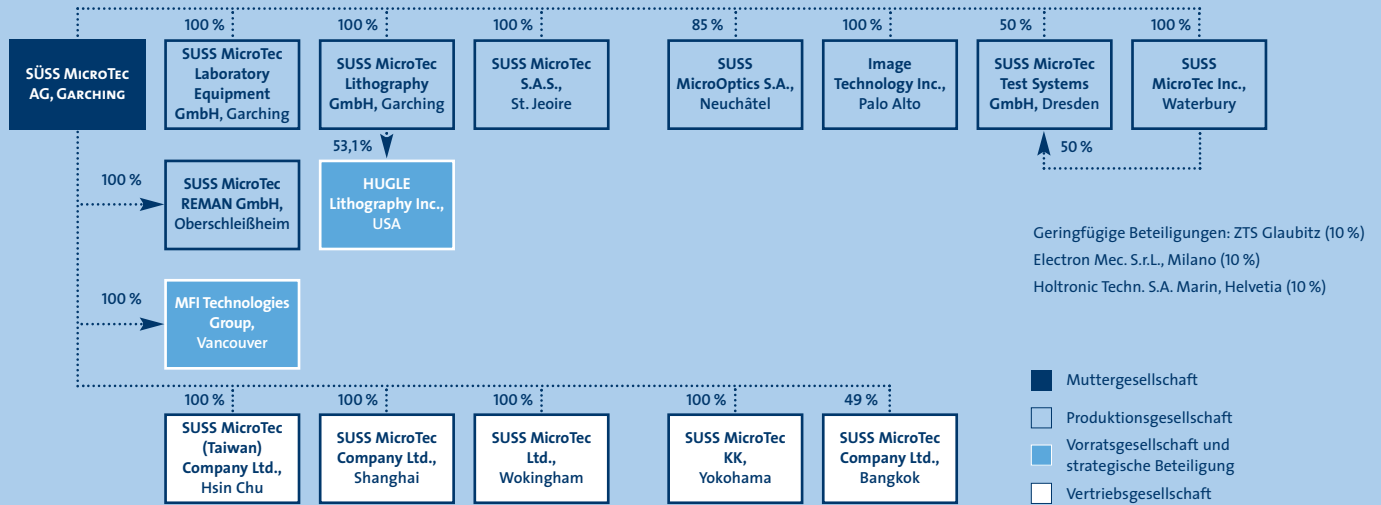 100 %
100 %
100 %
85 %
100 %
50 %
100 %
SÜSS MICROTEC
AG, GARCHING
SUSS MicroTec
Laboratory
Equipment
GmbH, Garching
SUSS MicroTec
Lithography
GmbH, Garching
SUSS MicroTec
S.A.S.,
St. Jeoire
SUSS
MicroOptics S.A.,
Neuchâtel
Image
Technology Inc.,
Palo Alto
SUSS MicroTec
Test Systems
GmbH, Dresden
SUSS
MicroTec Inc.,
Waterbury
53,1 %
50 %
100 %
SUSS MicroTec
REMAN GmbH,
Oberschleißheim
HUGLE
Lithography Inc.,
USA
Geringfügige Beteiligungen: ZTS Glaubitz (10 %)
Electron Mec. S.r.L., Milano (10 %)
Holtronic Techn. S.A. Marin, Helvetia (10 %)
100 %
MFI Technologies
Group,
Vancouver
100 %
100 %
100 %
100 %
49 %
SUSS MicroTec
(Taiwan)
Company Ltd.,
Hsin Chu
SUSS MicroTec
Company Ltd.,
Shanghai
SUSS MicroTec
Ltd.,
Wokingham
SUSS MicroTec
KK,
Yokohama
SUSS MicroTec
Company Ltd.,
Bangkok
Muttergesellschaft
Produktionsgesellschaft
Vorratsgesellschaft und
strategische Beteiligung
Vertriebsgesellschaft